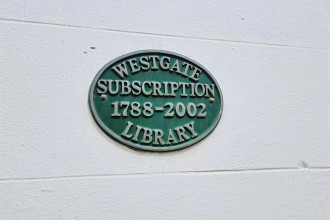 WESTGATE
SUBSCRIPTION
1788-2002
LIBRARY